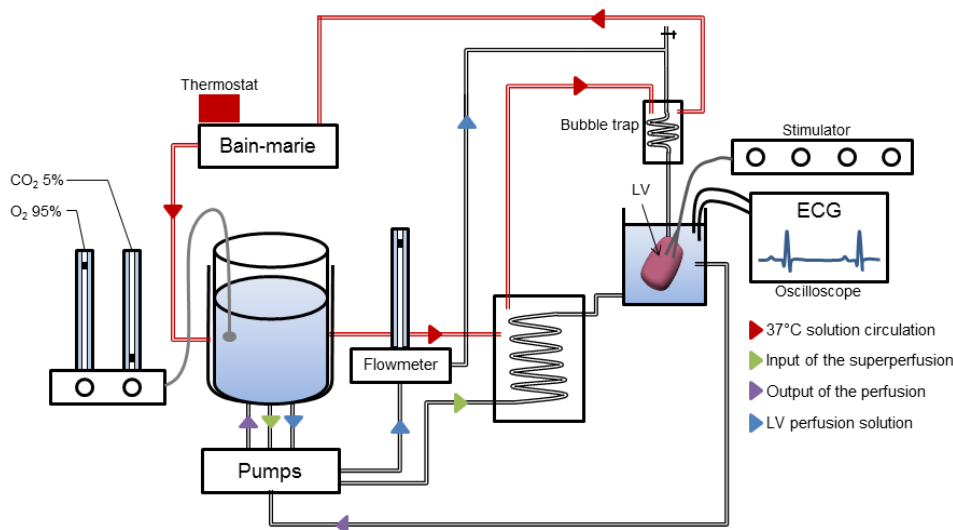 Thermostat
Bain-marie
CO₂ 5%
O₂ 95%
Bubble trap
Stimulator
LV
ECG
Oscilloscope
Flowmeter
Pumps
37°C solution circulation
Input of the superperfusion
Output of the perfusion
LV perfusion solution